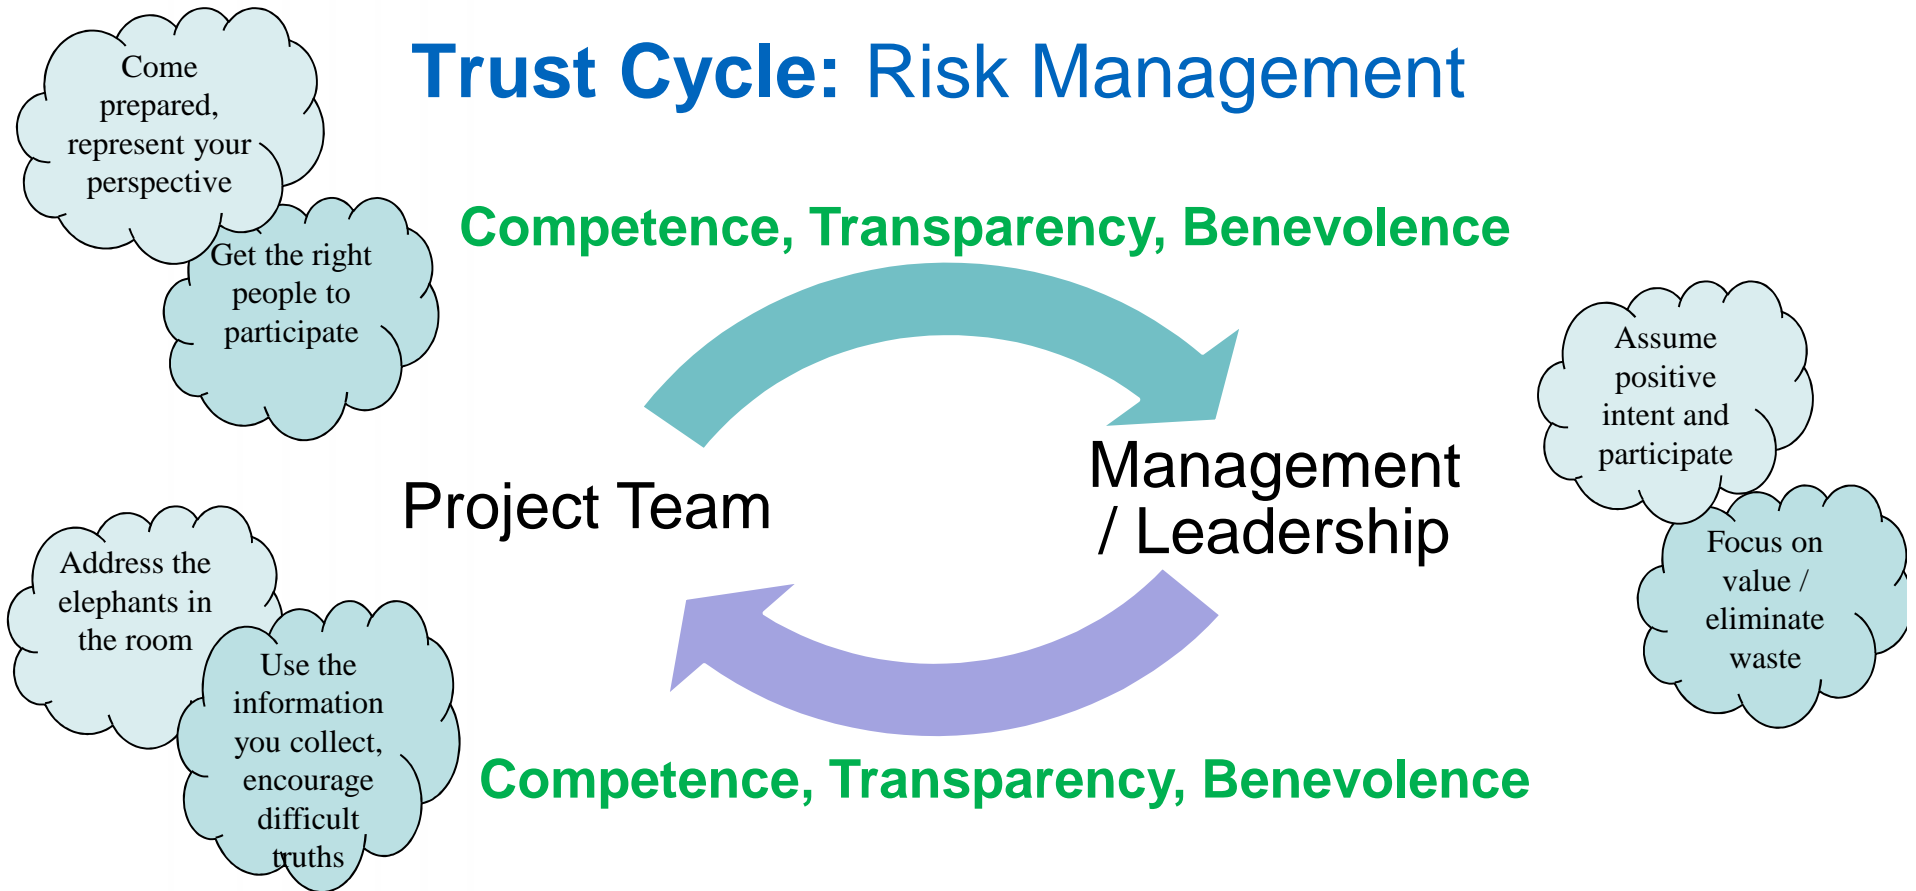 Trust Cycle: Risk Management
Come
prepared,
represent your
perspective
Get the right
people to
participate
Competence, Transparency, Benevolence
Project Team
Management
/ Leadership
Assume
positive
intent and
participate
Focus on
value /
eliminate
waste
Address the
elephants in
the room
Use the
information
you collect,
encourage
difficult
truths
Competence, Transparency, Benevolence